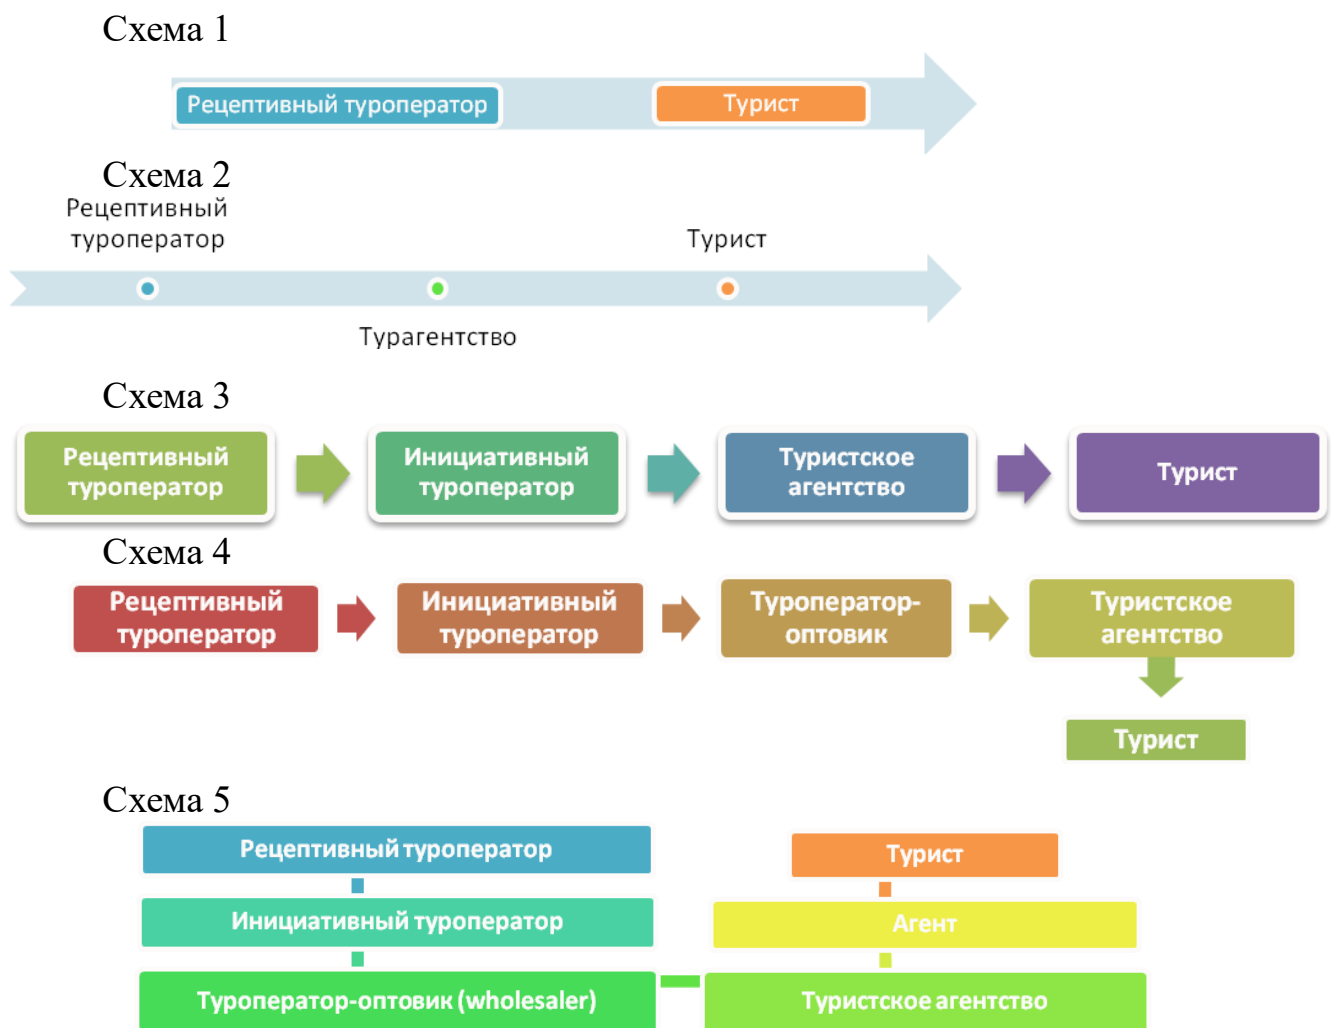 Схема 1
Рецептивный туроператор
Турист
Схема 2
Рецептивный
туроператор
Турист
Турагентство
Схема 3
Рецептивный
туроператор
Инициативный
туроператор
Туристское
агентство
Турист
Схема 4
Рецептивный
туроператор
Инициативный
туроператор
Туроператор-
оптовик
Туристское
агентство
Турист
Схема 5
Рецептивный туроператор
Инициативный туроператор
Туроператор-оптовик (wholesaler)
Туристское агентство
Агент
Турист